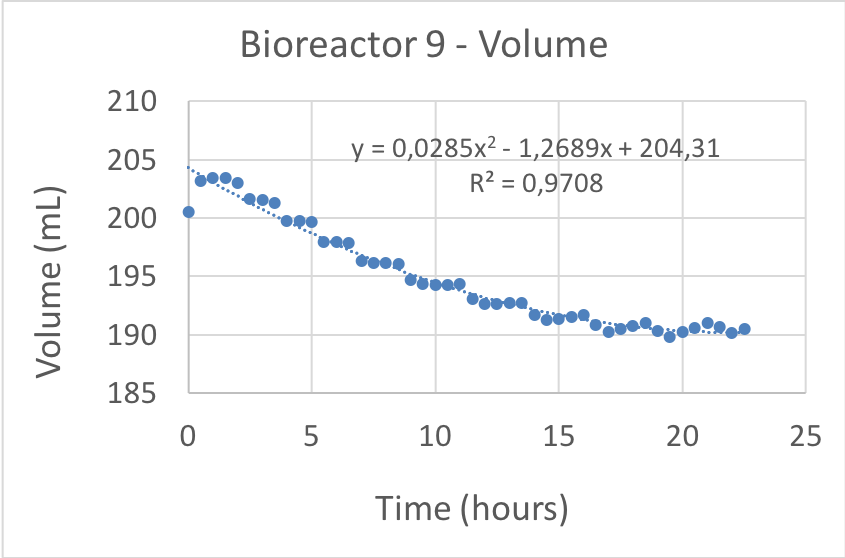 Bioreactor 9 - Volume
y = 0,0285x² - 1,2689x + 204,31
R² = 0,9708
210
205
200
195
190
185
Volume (mL)
0 5 10 15 20 25
Time (hours)